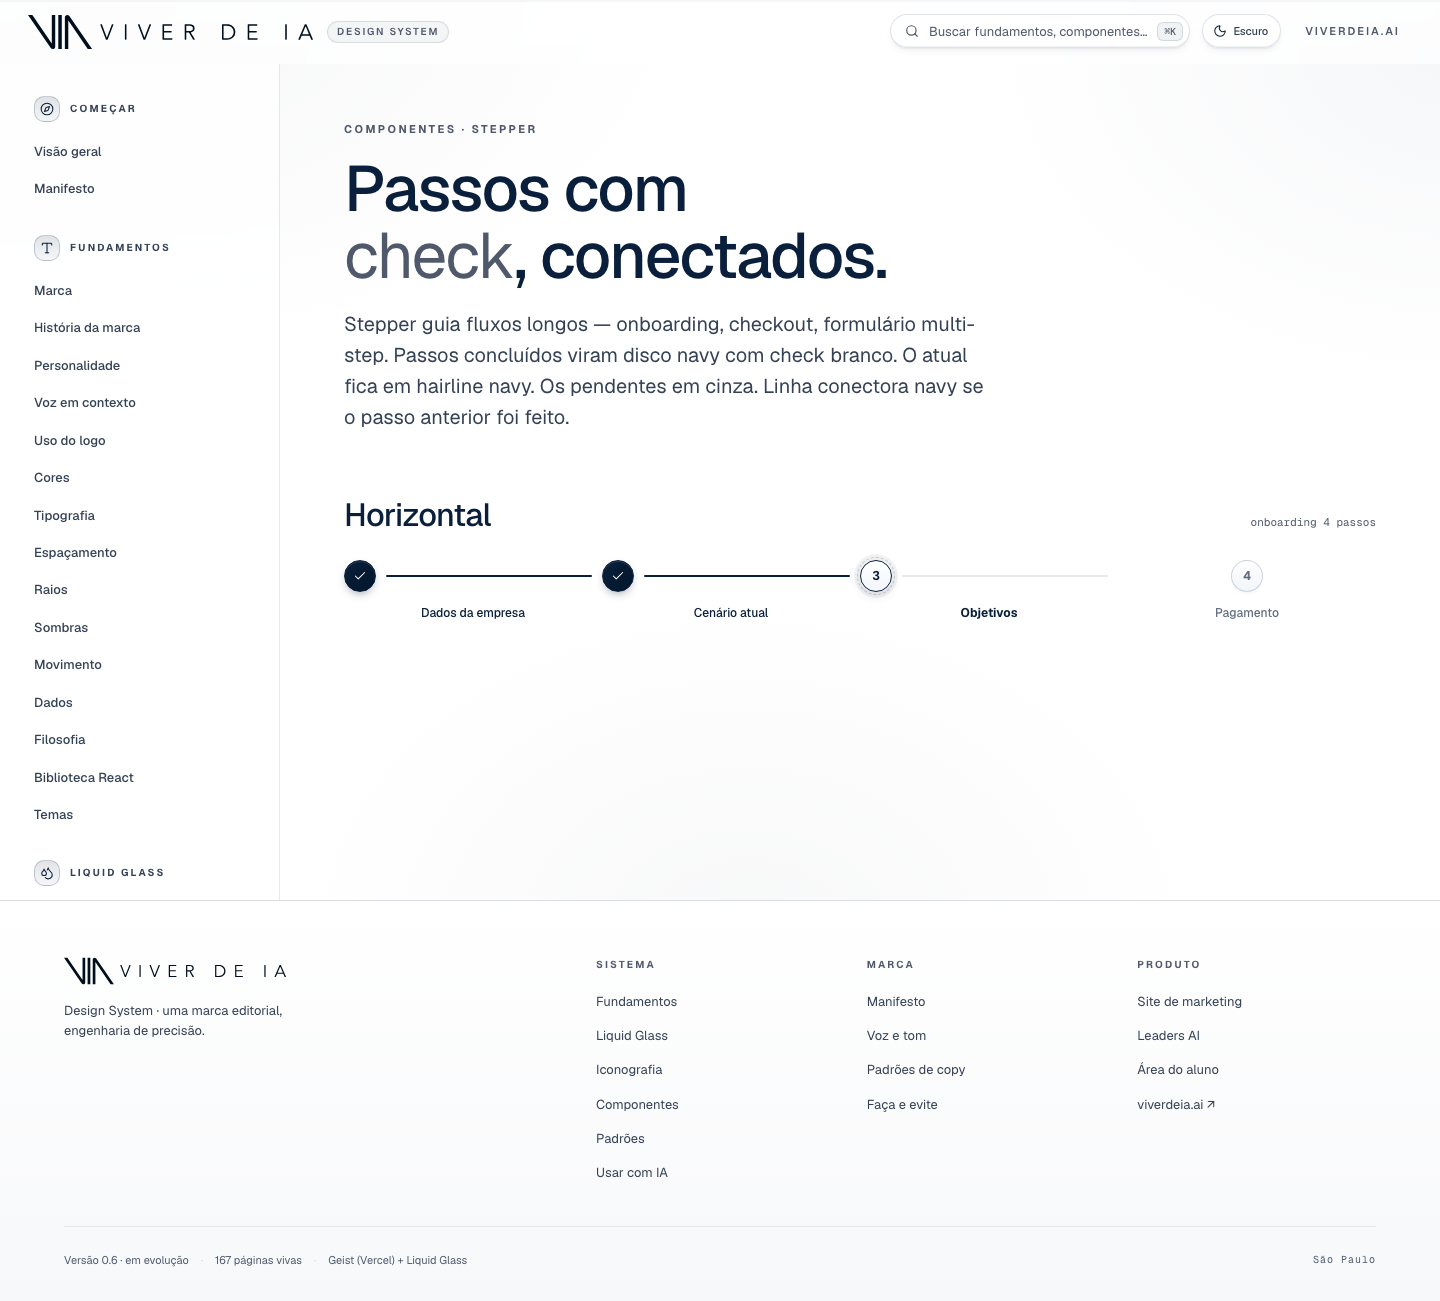 VIVER DE IA
DESIGN SYSTEM
Buscar fundamentos, componentes…
⌘K
Escuro
VIVERDEIA.AI
COMEÇAR
Visão geral
Manifesto
FUNDAMENTOS
Marca
História da marca
Personalidade
Voz em contexto
Uso do logo
Cores
Tipografia
Espaçamento
Raios
Sombras
Movimento
Dados
Filosofia
Biblioteca React
Temas
LIQUID GLASS
COMPONENTES · STEPPER
Passos com
check, conectados.
Stepper guia fluxos longos — onboarding, checkout, formulário multi-
step. Passos concluídos viram disco navy com check branco. O atual
fica em hairline navy. Os pendentes em cinza. Linha conectora navy se
o passo anterior foi feito.
Horizontal
onboarding 4 passos
3
4
Dados da empresa
Cenário atual
Objetivos
Pagamento
VIVER DE IA
Design System · uma marca editorial,
engenharia de precisão.
SISTEMA
Fundamentos
Liquid Glass
Iconografia
Componentes
Padrões
Usar com IA
MARCA
Manifesto
Voz e tom
Padrões de copy
Faça e evite
PRODUTO
Site de marketing
Leaders AI
Área do aluno
viverdeia.ai ↗
Versão 0.6 · em evolução · 167 páginas vivas · Geist (Vercel) + Liquid Glass
São Paulo